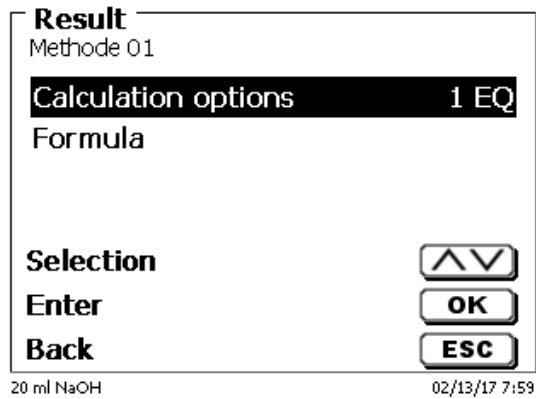 Result
Methode 01
Calculation options 1 EQ
Formula
Selection
Enter OK
Back ESC
20 ml NaOH 02/13/17 7:59